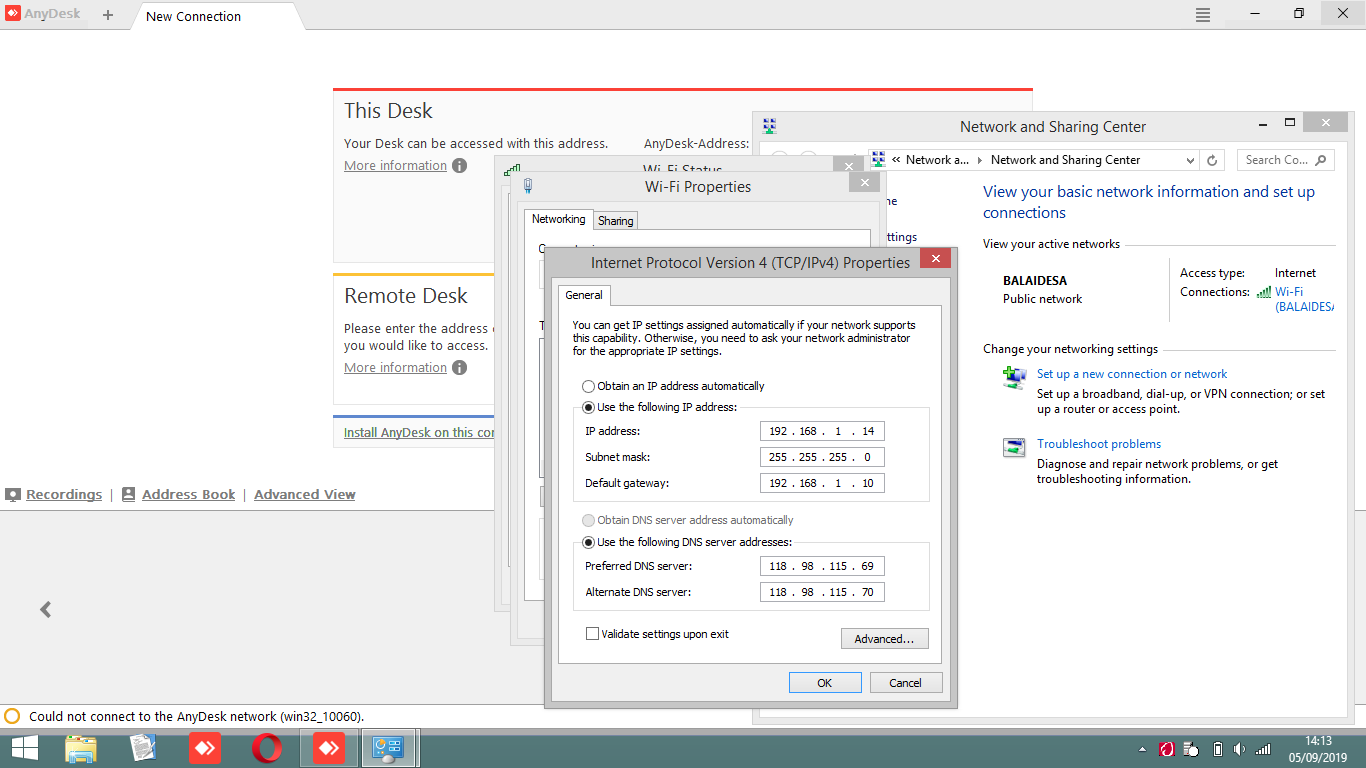 AnyDesk
New Connection
This Desk
Your Desk can be accessed with this address.
AnyDesk-Address:
More information
Remote Desk
Please enter the address
you would like to access.
More information
Install AnyDesk on this
Recordings | Address Book | Advanced View
Could not connect to the AnyDesk network (win32_10060).
Wi-Fi Status
Wi-Fi Properties
Networking
Sharing
Internet Protocol Version 4 (TCP/IPv4) Properties
General
You can get IP settings assigned automatically if your network supports
this capability. Otherwise, you need to ask your network administrator
for the appropriate IP settings.
Obtain an IP address automatically
Use the following IP address:
IP address: 192 . 168 . 1 . 14
Subnet mask: 255 . 255 . 255 . 0
Default gateway: 192 . 168 . 1 . 10
Obtain DNS server address automatically
Use the following DNS server addresses:
Preferred DNS server: 118 . 98 . 115 . 69
Alternate DNS server: 118 . 98 . 115 . 70
Validate settings upon exit
Advanced...
OK
Cancel
Network and Sharing Center
« Network a... Network and Sharing Center
Search Co...
View your basic network information and set up
connections
View your active networks
BALAIDESA
Public network
Access type: Internet
Connections: Wi-Fi
(BALAIDESA
Change your networking settings
Set up a new connection or network
Set up a broadband, dial-up, or VPN connection; or set
up a router or access point.
Troubleshoot problems
Diagnose and repair network problems, or get
troubleshooting information.
14:13
05/09/2019